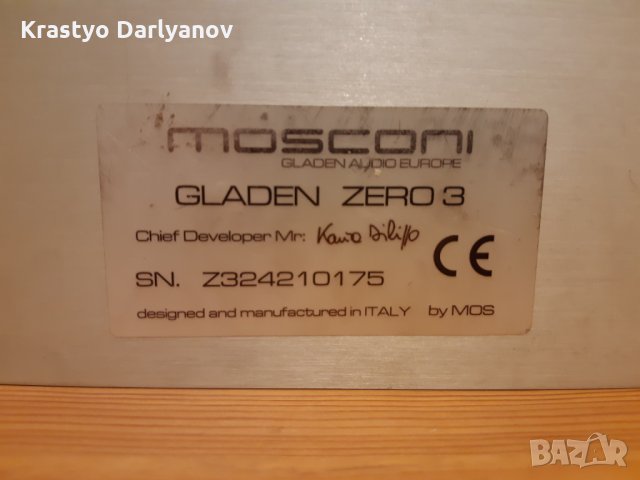 Krastyo Darlyanov
mosconi
GLADEN AUDIO EUROPE
GLADEN ZERO 3
Chief Developer Mr:
CE
SN. Z324210175
designed and manufactured in ITALY by MOS
BAZAR